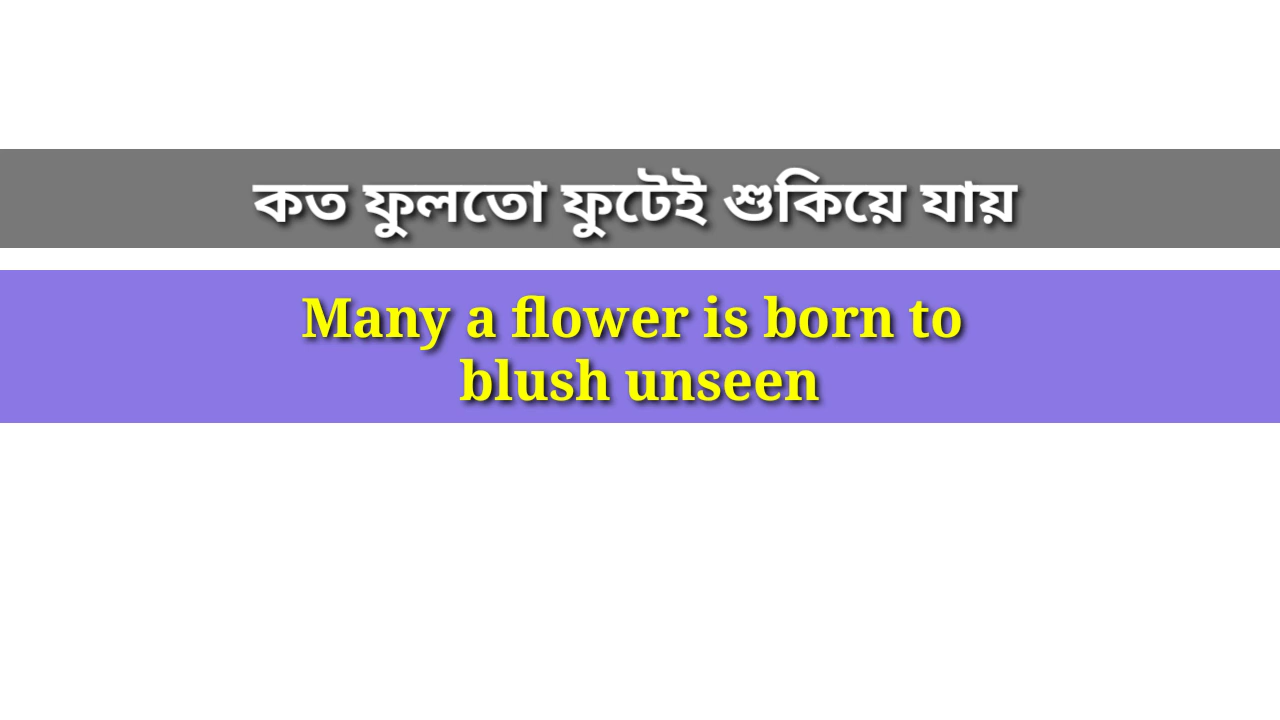 কত ফুলতো ফুটেই শুকিয়ে যায়
Many a flower is born to
blush unseen